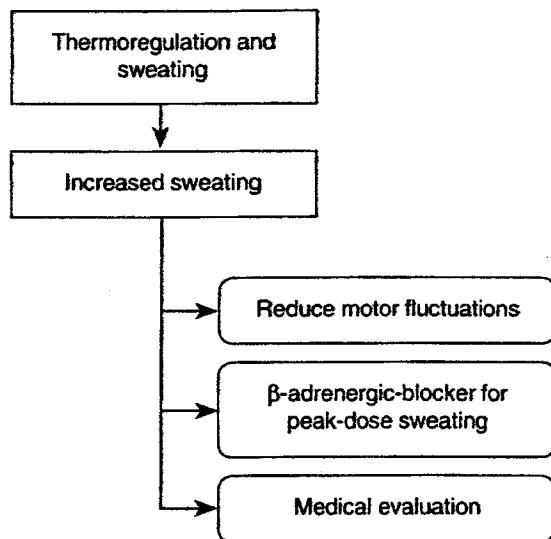 Thermoregulation and
sweating
Increased sweating
Reduce motor fluctuations
β-adrenergic-blocker for
peak-dose sweating
Medical evaluation